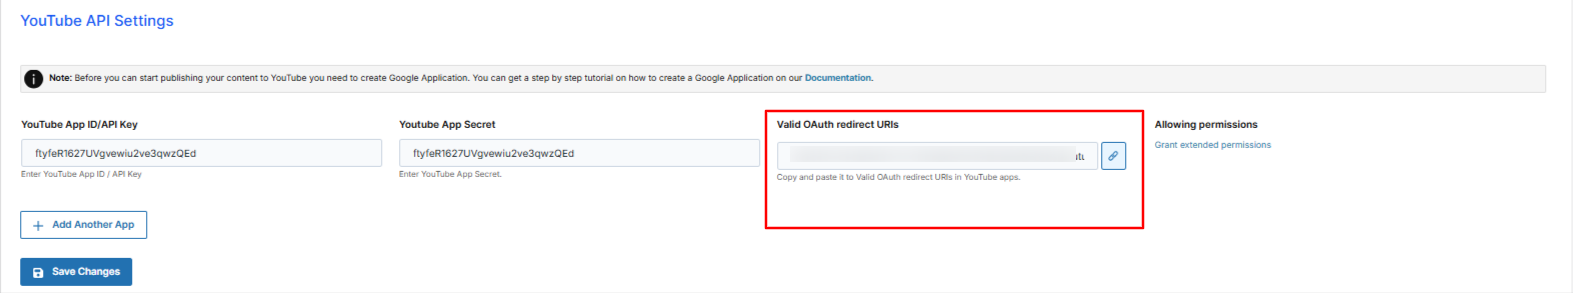 YouTube API Settings
Note: Before you can start publishing your content to YouTube you need to create Google Application. You can get a step by step tutorial on how to create a Google Application on our Documentation.
YouTube App ID/API Key
Youtube App Secret
Valid OAuth redirect URIs
Allowing permissions
ftyfeR1627UVgvewiu2ve3qwzQEd
ftyfeR1627UVgvewiu2ve3qwzQEd
Grant extended permissions
Enter YouTube App ID / API Key
Enter YouTube App Secret.
Copy and paste it to Valid OAuth redirect URIs in YouTube apps.
+ Add Another App
Save Changes